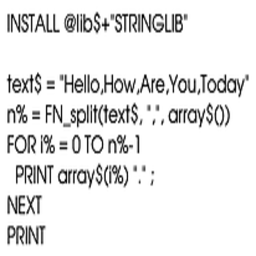 INSTALL @lib$+"STRINGLIB"
text$ = "Hello,How,Are,You,Today"
n% = FN_split(text$, ",", array$())
FOR i% = 0 TO n%-1
PRINT array$(i%) "." ;
NEXT
PRINT